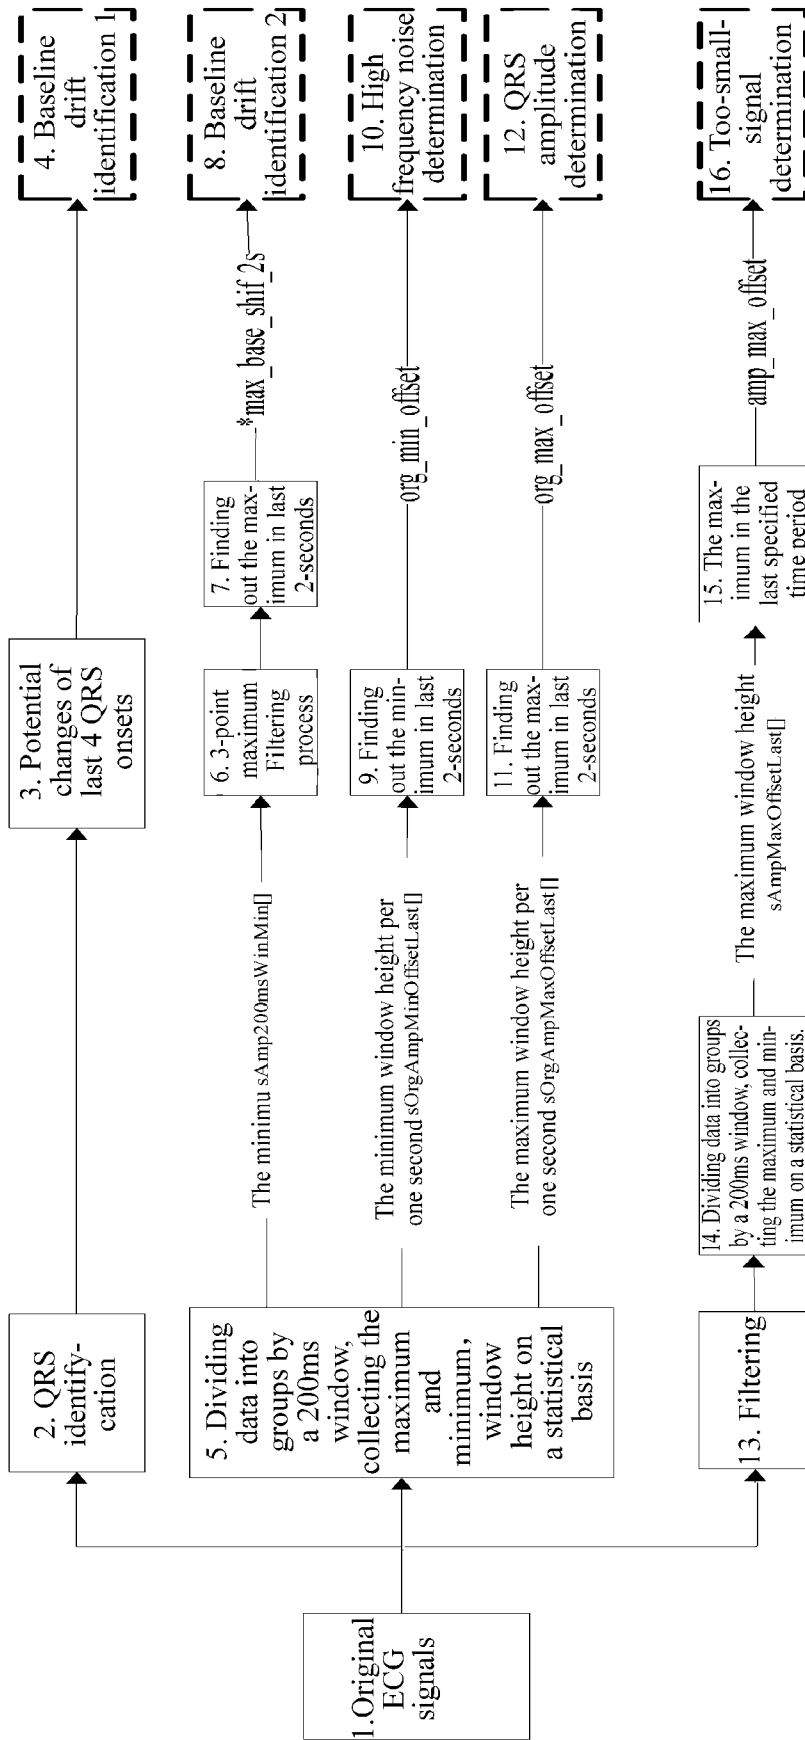 1.Original
ECG
signals
2. QRS
identify-
cation
3. Potential
changes of
last 4 QRS
onsets
4. Baseline
drift
identification 1
5. Dividing
data into
groups by
a 200ms
window,
collecting the
maximum
and
minimum,
window
height on
a statistical
basis
The minimu sAmp200msWinMin[]
6. 3-point
maximum
Filtering
process
7. Finding
out the max-
imum in last
2-seconds
*max_base_shif_2s
8. Baseline
drift
identification 2
The minimum window height per
one second sOrgAmpMinOffsetLast[]
9. Finding
out the min-
imum in last
2-seconds
org_min_offset
10. High
frequency noise
determination
The maximum window height per
one second sOrgAmpMaxOffsetLast[]
11. Finding
out the max-
imum in last
2-seconds
org_max_offset
12. QRS
amplitude
determination
13. Filtering
14. Dividing data into groups
by a 200ms window, collec-
ting the maximum and min-
imum on a statistical basis.
The maximum window height
sAmpMaxOffsetLast[]
15. The max-
imum in the
last specified
time period
amp_max_offset
16. Too-small-
signal
determination